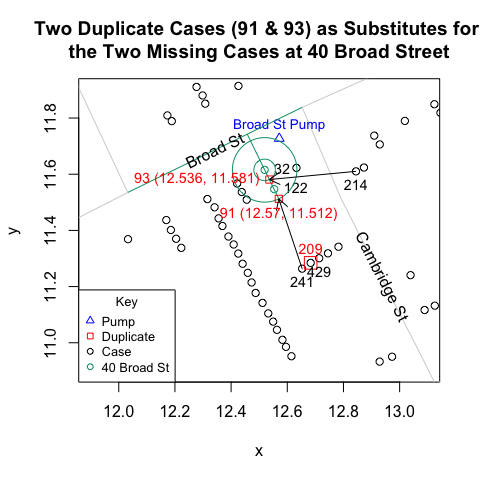 Two Duplicate Cases (91 & 93) as Substitutes for
the Two Missing Cases at 40 Broad Street
Broad St Pump
Broad St
32
93 (12.536, 11.581)
122
214
91 (12.57, 11.512)
209
429
241
Cambridge St
Key
Pump
Duplicate
Case
40 Broad St
y
11.8
11.6
11.4
11.2
11.0
12.0 12.2 12.4 12.6 12.8 13.0
x